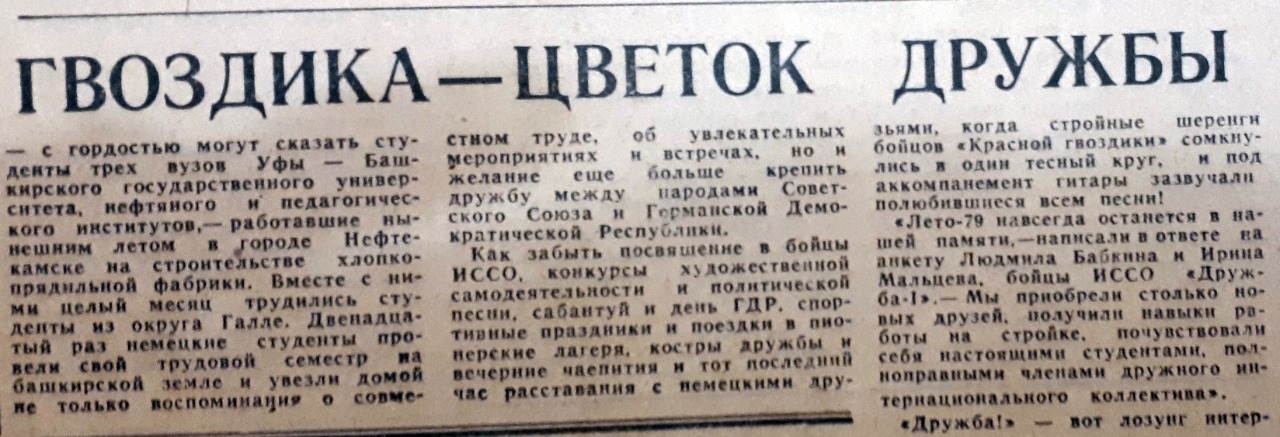 ГВОЗДИКА — ЦВЕТОК ДРУЖБЫ
— с гордостью могут сказать сту-
денты трех вузов Уфы — Баш-
кирского государственного универ-
ситета, нефтяного и педагогичес-
кого институтов,— работавшие ны-
нешним летом в городе Нефте-
камске на строительстве хлопко-
прядильной фабрики. Вместе с ни-
ми целый месяц трудились сту-
денты из округа Галле. Двенадца-
тый раз немецкие студенты про-
вели свой трудовой семестр на
башкирской земле и увезли домой
не только воспоминания о совме-
стном труде, об увлекательных
мероприятиях и встречах, но и
желание еще больше крепить
дружбу между народами Совет-
ского Союза и Германской Демо-
кратической Республики.
Как забыть посвящение в бойцы
ИССО, конкурсы художественной
самодеятельности и политической
песни, сабантуй и день ГДР, спор-
тивные праздники и поездки в пио-
нерские лагеря, костры дружбы и
вечерние чаепития и тот последний
час расставания с немецкими дру-
зьями, когда стройные шеренги
бойцов «Красной гвоздики» сомкну-
лись в один тесный круг, и под
аккомпанемент гитары зазвучали
полюбившиеся всем песни!
«Лето-79 навсегда останется в на-
шей памяти,—написали в ответе на
анкету Людмила Бабкина и Ирина
Мальцева, бойцы ИССО «Друж-
ба-I».— Мы приобрели столько но-
вых друзей, получили навыки ра-
боты на стройке, почувствовали
себя настоящими студентами, пол-
ноправными членами дружного ин-
тернационального коллектива».
«Дружба!» — вот лозунг интер-